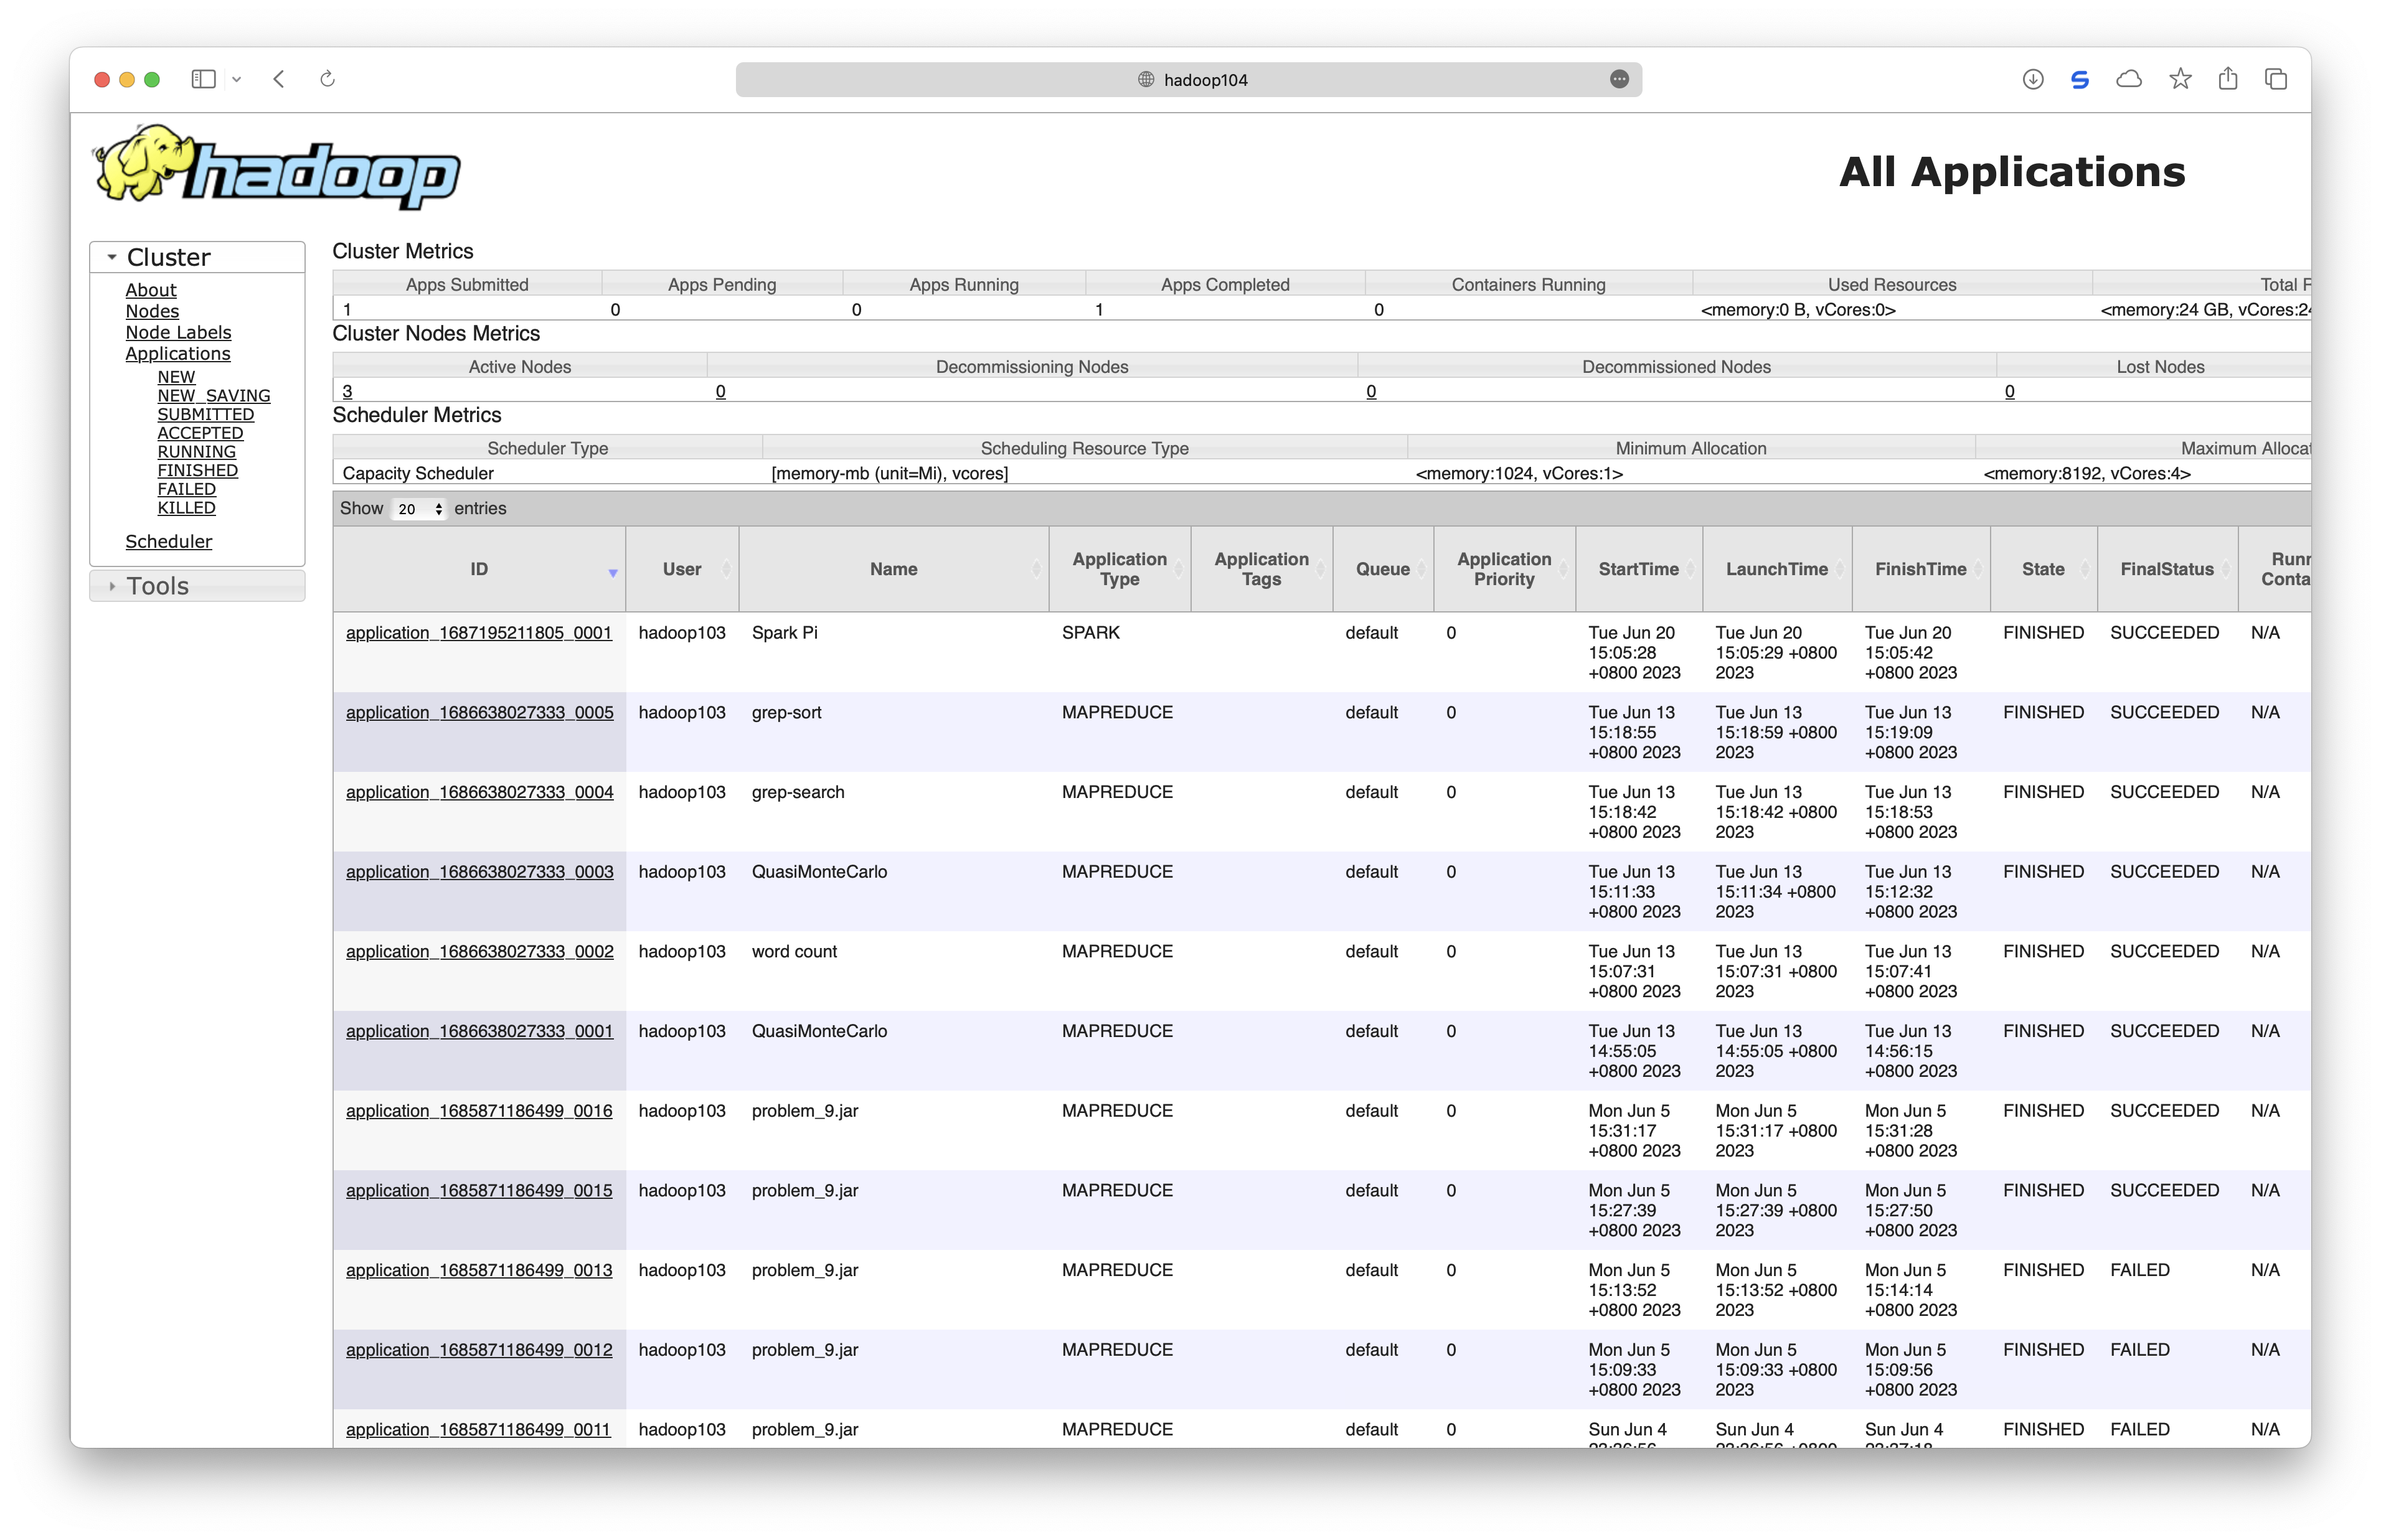 hadoop104
hadoop
All Applications
Cluster
About
Nodes
Node Labels
Applications
NEW
NEW_SAVING
SUBMITTED
ACCEPTED
RUNNING
FINISHED
FAILED
KILLED
Scheduler
Tools
Cluster Metrics
Apps Submitted Apps Pending Apps Running Apps Completed Containers Running Used Resources Total
1 0 0 1 0 <memory:0 B, vCores:0> <memory:24 GB,
Cluster Nodes Metrics
Active Nodes Decommissioning Nodes Decommissioned Nodes Lost Nodes
3 0 0 0
Scheduler Metrics
Scheduler Type Scheduling Resource Type Minimum Allocation Maximum
Capacity Scheduler [memory-mb (unit=Mi), vcores] <memory:1024, vCores:1> <memory:8192, vCores:4>
Show 20 entries
ID User Name Application Type Application Tags Queue Application Priority StartTime LaunchTime FinishTime State FinalStatus
application_1687195211805_0001 hadoop103 Spark Pi SPARK default 0 Tue Jun 20 Tue Jun 20 Tue Jun 20 FINISHED SUCCEEDED N/A
15:05:28 15:05:29 +0800 15:05:42
+0800 2023 2023 +0800 2023
application_1686638027333_0005 hadoop103 grep-sort MAPREDUCE default 0 Tue Jun 13 Tue Jun 13 Tue Jun 13 FINISHED SUCCEEDED N/A
15:18:55 15:18:59 +0800 15:19:09
+0800 2023 2023 +0800 2023
application_1686638027333_0004 hadoop103 grep-search MAPREDUCE default 0 Tue Jun 13 Tue Jun 13 Tue Jun 13 FINISHED SUCCEEDED N/A
15:18:42 15:18:42 +0800 15:18:53
+0800 2023 2023 +0800 2023
application_1686638027333_0003 hadoop103 QuasiMonteCarlo MAPREDUCE default 0 Tue Jun 13 Tue Jun 13 Tue Jun 13 FINISHED SUCCEEDED N/A
15:11:33 15:11:34 +0800 15:12:32
+0800 2023 2023 +0800 2023
application_1686638027333_0002 hadoop103 word count MAPREDUCE default 0 Tue Jun 13 Tue Jun 13 Tue Jun 13 FINISHED SUCCEEDED N/A
15:07:31 15:07:31 +0800 15:07:41
+0800 2023 2023 +0800 2023
application_1686638027333_0001 hadoop103 QuasiMonteCarlo MAPREDUCE default 0 Tue Jun 13 Tue Jun 13 Tue Jun 13 FINISHED SUCCEEDED N/A
14:55:05 14:55:05 +0800 14:56:15
+0800 2023 2023 +0800 2023
application_1685871186499_0016 hadoop103 problem_9.jar MAPREDUCE default 0 Mon Jun 5 Mon Jun 5 Mon Jun 5 FINISHED SUCCEEDED N/A
15:31:17 15:31:17 +0800 15:31:28
+0800 2023 2023 +0800 2023
application_1685871186499_0015 hadoop103 problem_9.jar MAPREDUCE default 0 Mon Jun 5 Mon Jun 5 Mon Jun 5 FINISHED SUCCEEDED N/A
15:27:39 15:27:39 +0800 15:27:50
+0800 2023 2023 +0800 2023
application_1685871186499_0013 hadoop103 problem_9.jar MAPREDUCE default 0 Mon Jun 5 Mon Jun 5 Mon Jun 5 FINISHED FAILED N/A
15:13:52 15:13:52 +0800 15:14:14
+0800 2023 2023 +0800 2023
application_1685871186499_0012 hadoop103 problem_9.jar MAPREDUCE default 0 Mon Jun 5 Mon Jun 5 Mon Jun 5 FINISHED FAILED N/A
15:09:33 15:09:33 +0800 15:09:56
+0800 2023 2023 +0800 2023
application_1685871186499_0011 hadoop103 problem_9.jar MAPREDUCE default 0 Sun Jun 4 Sun Jun 4 Sun Jun 4 FINISHED FAILED N/A